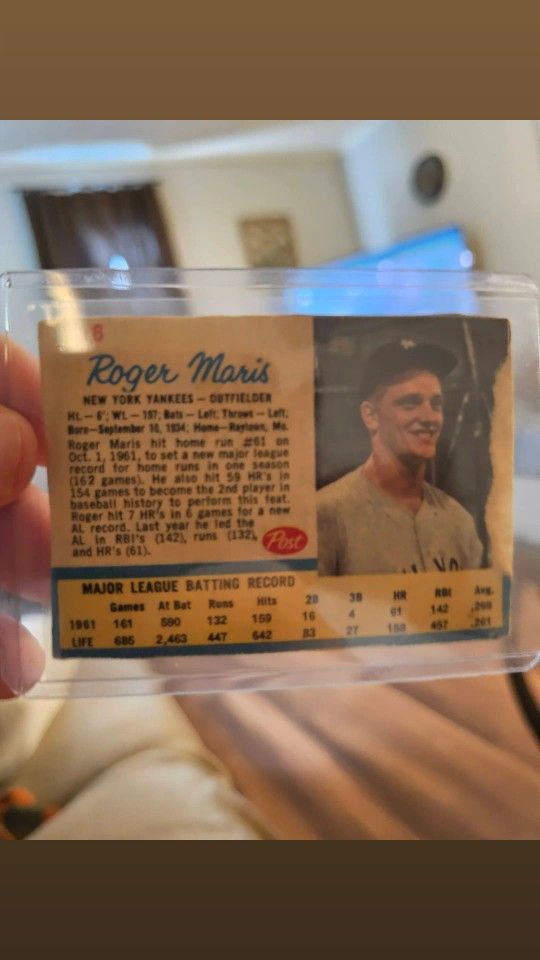 6
Roger Maris
NEW YORK YANKEES — OUTFIELDER
Ht. — 6'; Wt. — 197; Bats — Left; Throws — Left;
Born—September 10, 1934; Home—Raytown, Mo.
Roger Maris hit home run #61 on
Oct. 1, 1961, to set a new major league
record for home runs in one season
(162 games). He also hit 59 HR's in
154 games to become the 2nd player in
baseball history to perform this feat.
Roger hit 7 HR's in 6 games for a new
AL record. Last year he led the
AL in RBI's (142), runs (132),
and HR's (61).
Post
MAJOR LEAGUE BATTING RECORD
Games At Bat Runs Hits 2B 3B HR RBI Avg.
1961 161 590 132 159 16 4 61 142 .269
LIFE 685 2,463 447 642 83 27 158 457 .261